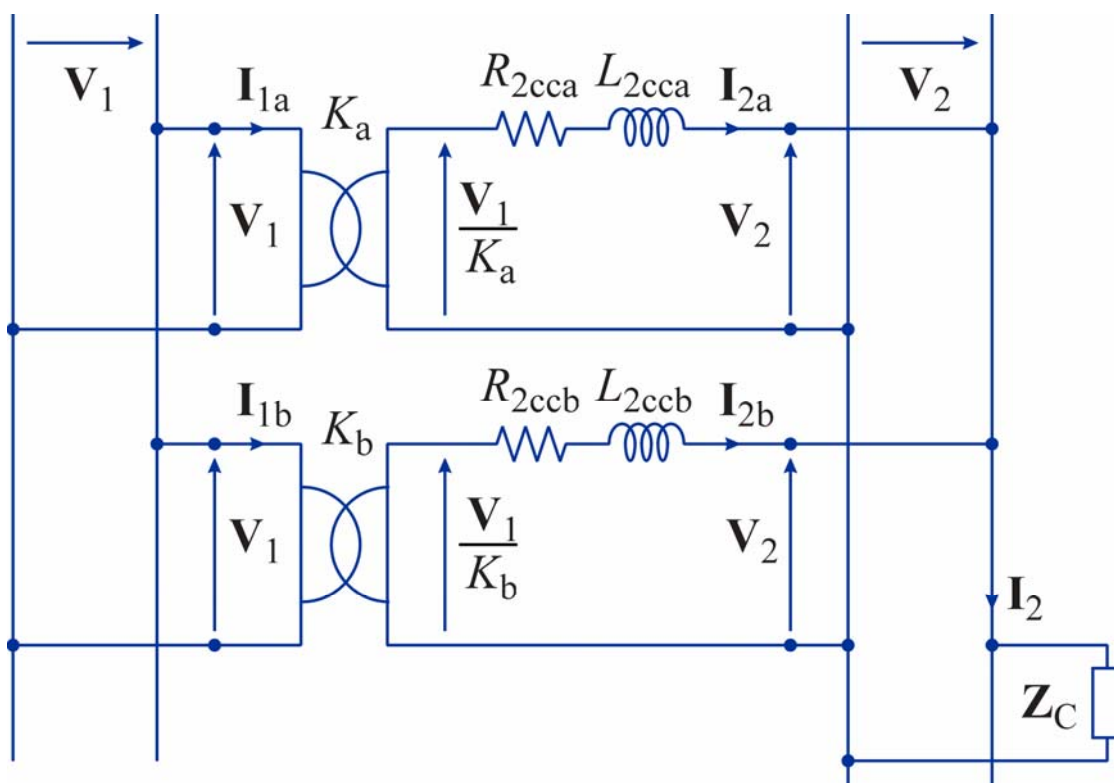 V₁
V₂
I₁ₐ
Kₐ
R₂ccₐ
L₂ccₐ
I₂ₐ
V₁
V₁
Kₐ
V₂
I₁b
Kb
R₂ccb
L₂ccb
I₂b
V₁
V₁
Kb
V₂
I₂
Z_C